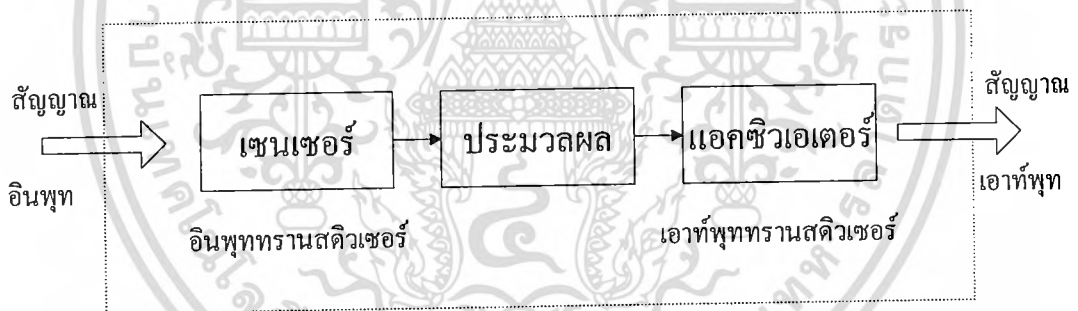 สัญญาณ
อินพุท
เซนเซอร์
อินพุททรานสดิวเซอร์
ประมวลผล
แอคซิวเอเตอร์
เอาท์พุททรานสดิวเซอร์
สัญญาณ
เอาท์พุท